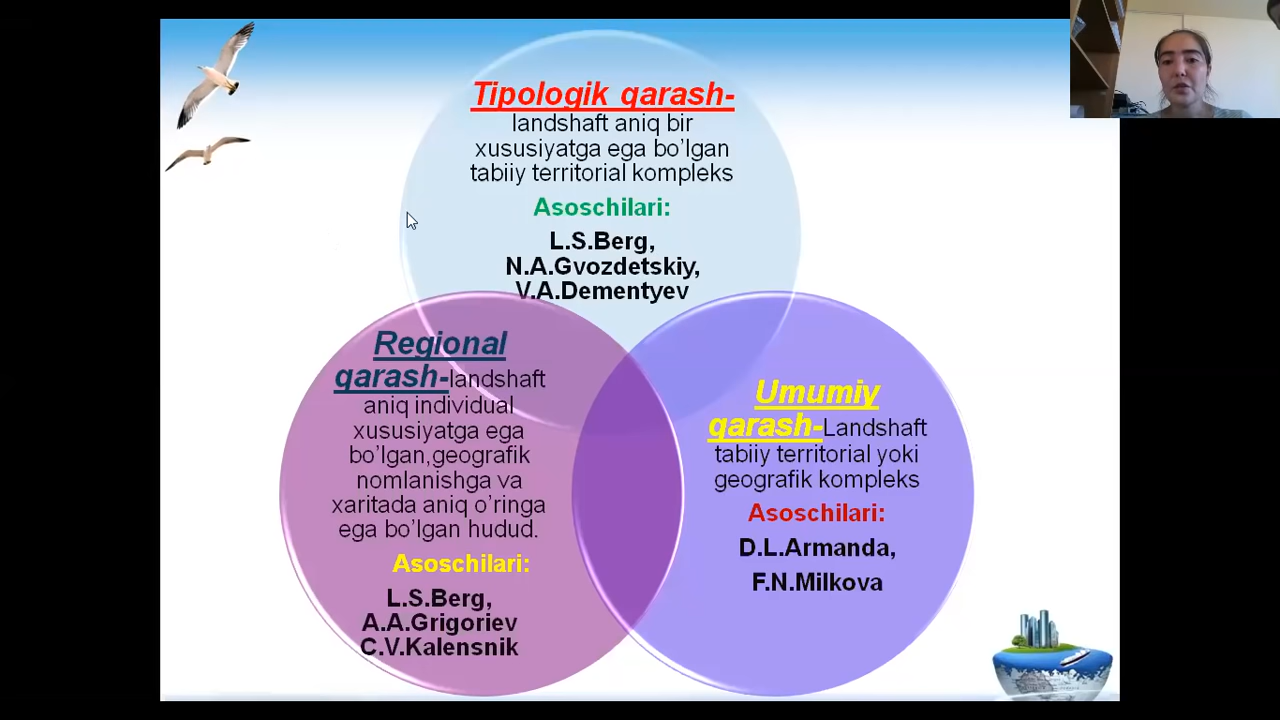 Tipologik qarash-
landshaft aniq bir
xususiyatga ega bo’lgan
tabiiy territorial kompleks
Asoschilari:
L.S.Berg,
N.A.Gvozdetskiy,
V.A.Dementyev
Regional
qarash-landshaft
aniq individual
xususiyatga ega
bo’lgan,geografik
nomlanishga va
xaritada aniq o’ringa
ega bo’lgan hudud.
Asoschilari:
L.S.Berg,
A.A.Grigoriev
C.V.Kalensnik
Umumiy
qarash-Landshaft
tabiiy territorial yoki
geografik kompleks
Asoschilari:
D.L.Armanda,
F.N.Milkova